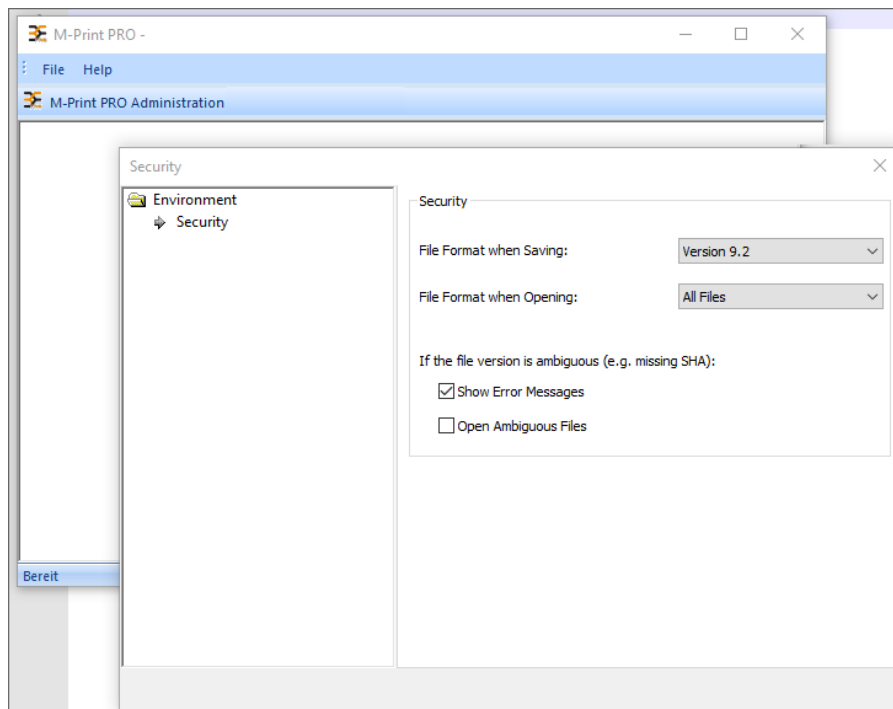 M-Print PRO -
File Help
M-Print PRO Administration
Security
Environment
Security
Security
File Format when Saving: Version 9.2
File Format when Opening: All Files
If the file version is ambiguous (e.g. missing SHA):
Show Error Messages
Open Ambiguous Files
Bereit